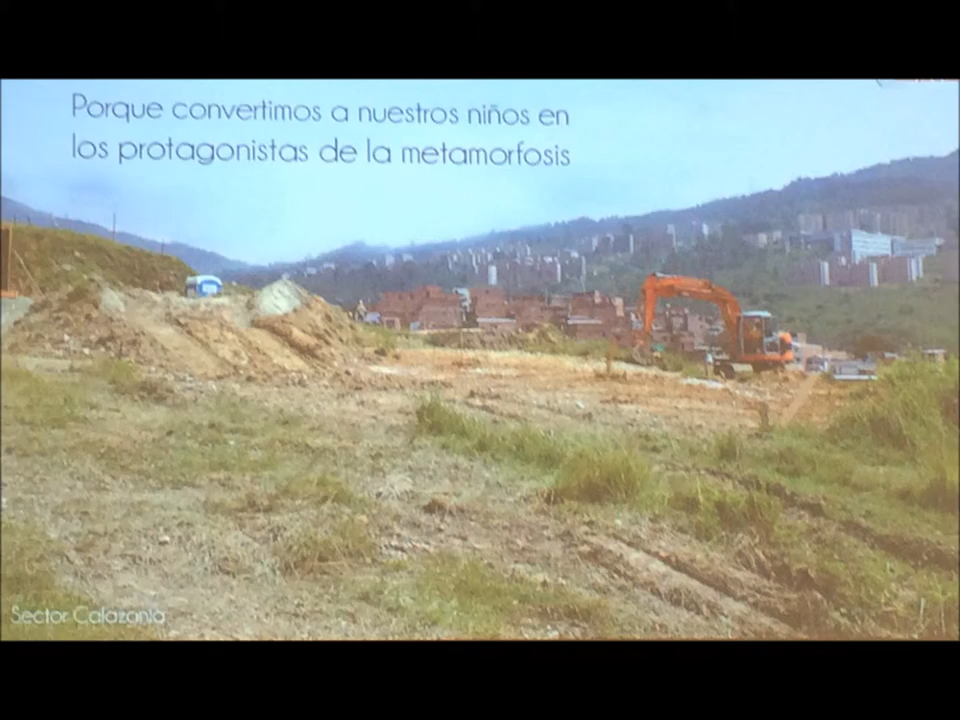 Porque convertimos a nuestros niños en
los protagonistas de la metamorfosis
Sector Calazonia